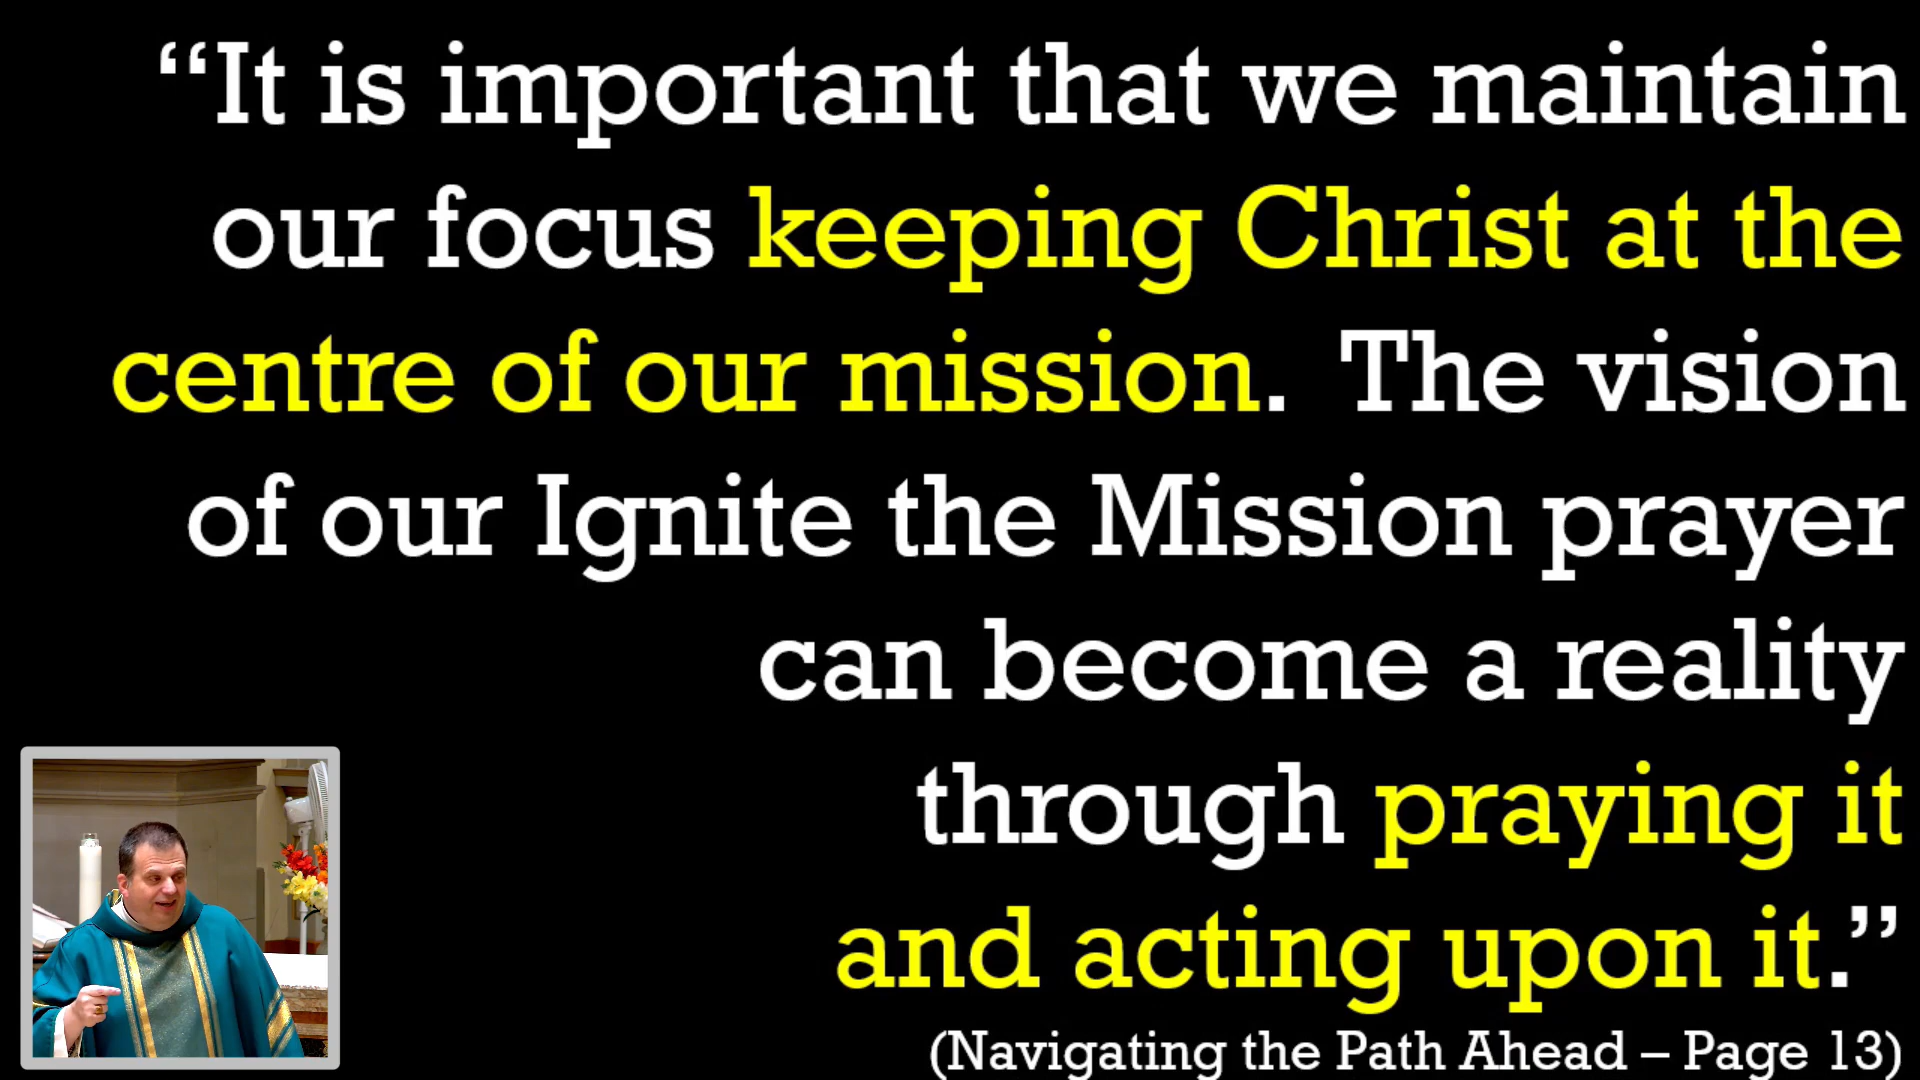 “It is important that we maintain
our focus keeping Christ at the
centre of our mission.  The vision
of our Ignite the Mission prayer
can become a reality
through praying it
and acting upon it.”
(Navigating the Path Ahead – Page 13)